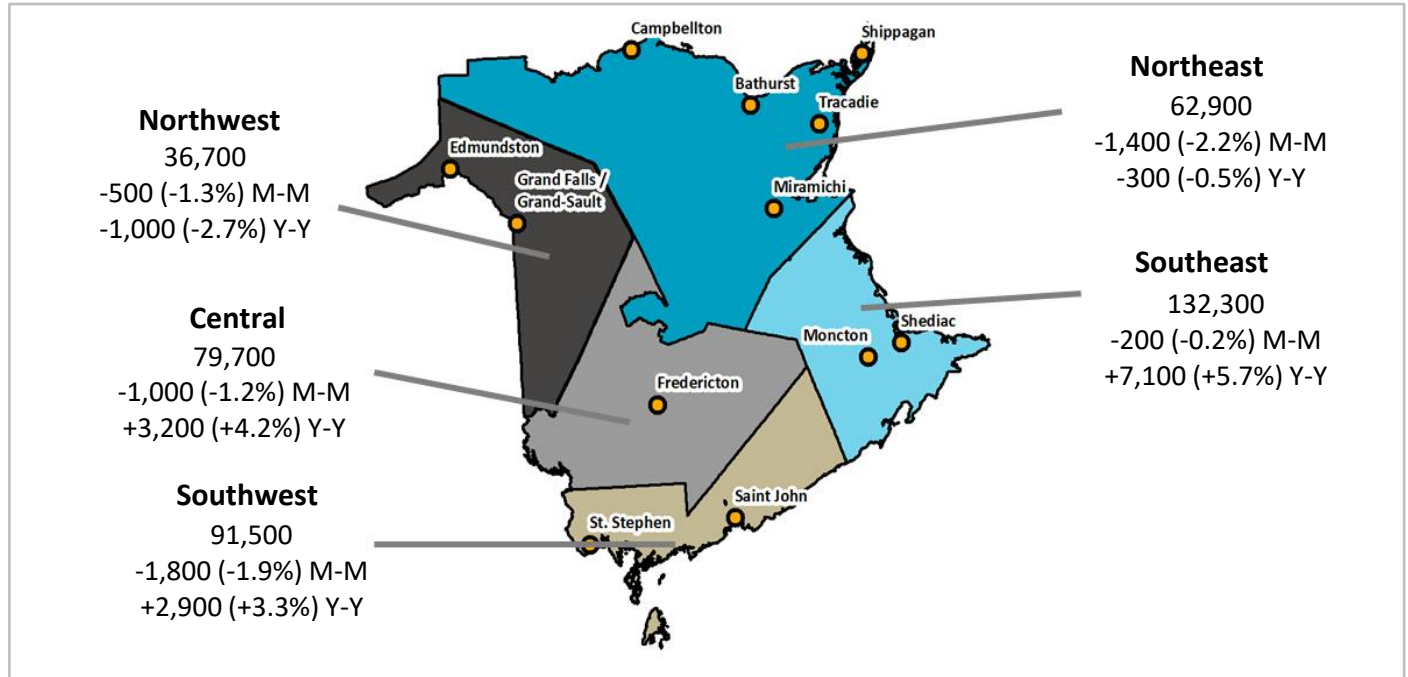 Northwest
36,700
-500 (-1.3%) M-M
-1,000 (-2.7%) Y-Y
Central
79,700
-1,000 (-1.2%) M-M
+3,200 (+4.2%) Y-Y
Southwest
91,500
-1,800 (-1.9%) M-M
+2,900 (+3.3%) Y-Y
Campbellton
Shippagan
Bathurst
Tracadie
Edmundston
Grand Falls /
Grand-Sault
Miramichi
Moncton
Shediac
Fredericton
Saint John
St. Stephen
Northeast
62,900
-1,400 (-2.2%) M-M
-300 (-0.5%) Y-Y
Southeast
132,300
-200 (-0.2%) M-M
+7,100 (+5.7%) Y-Y